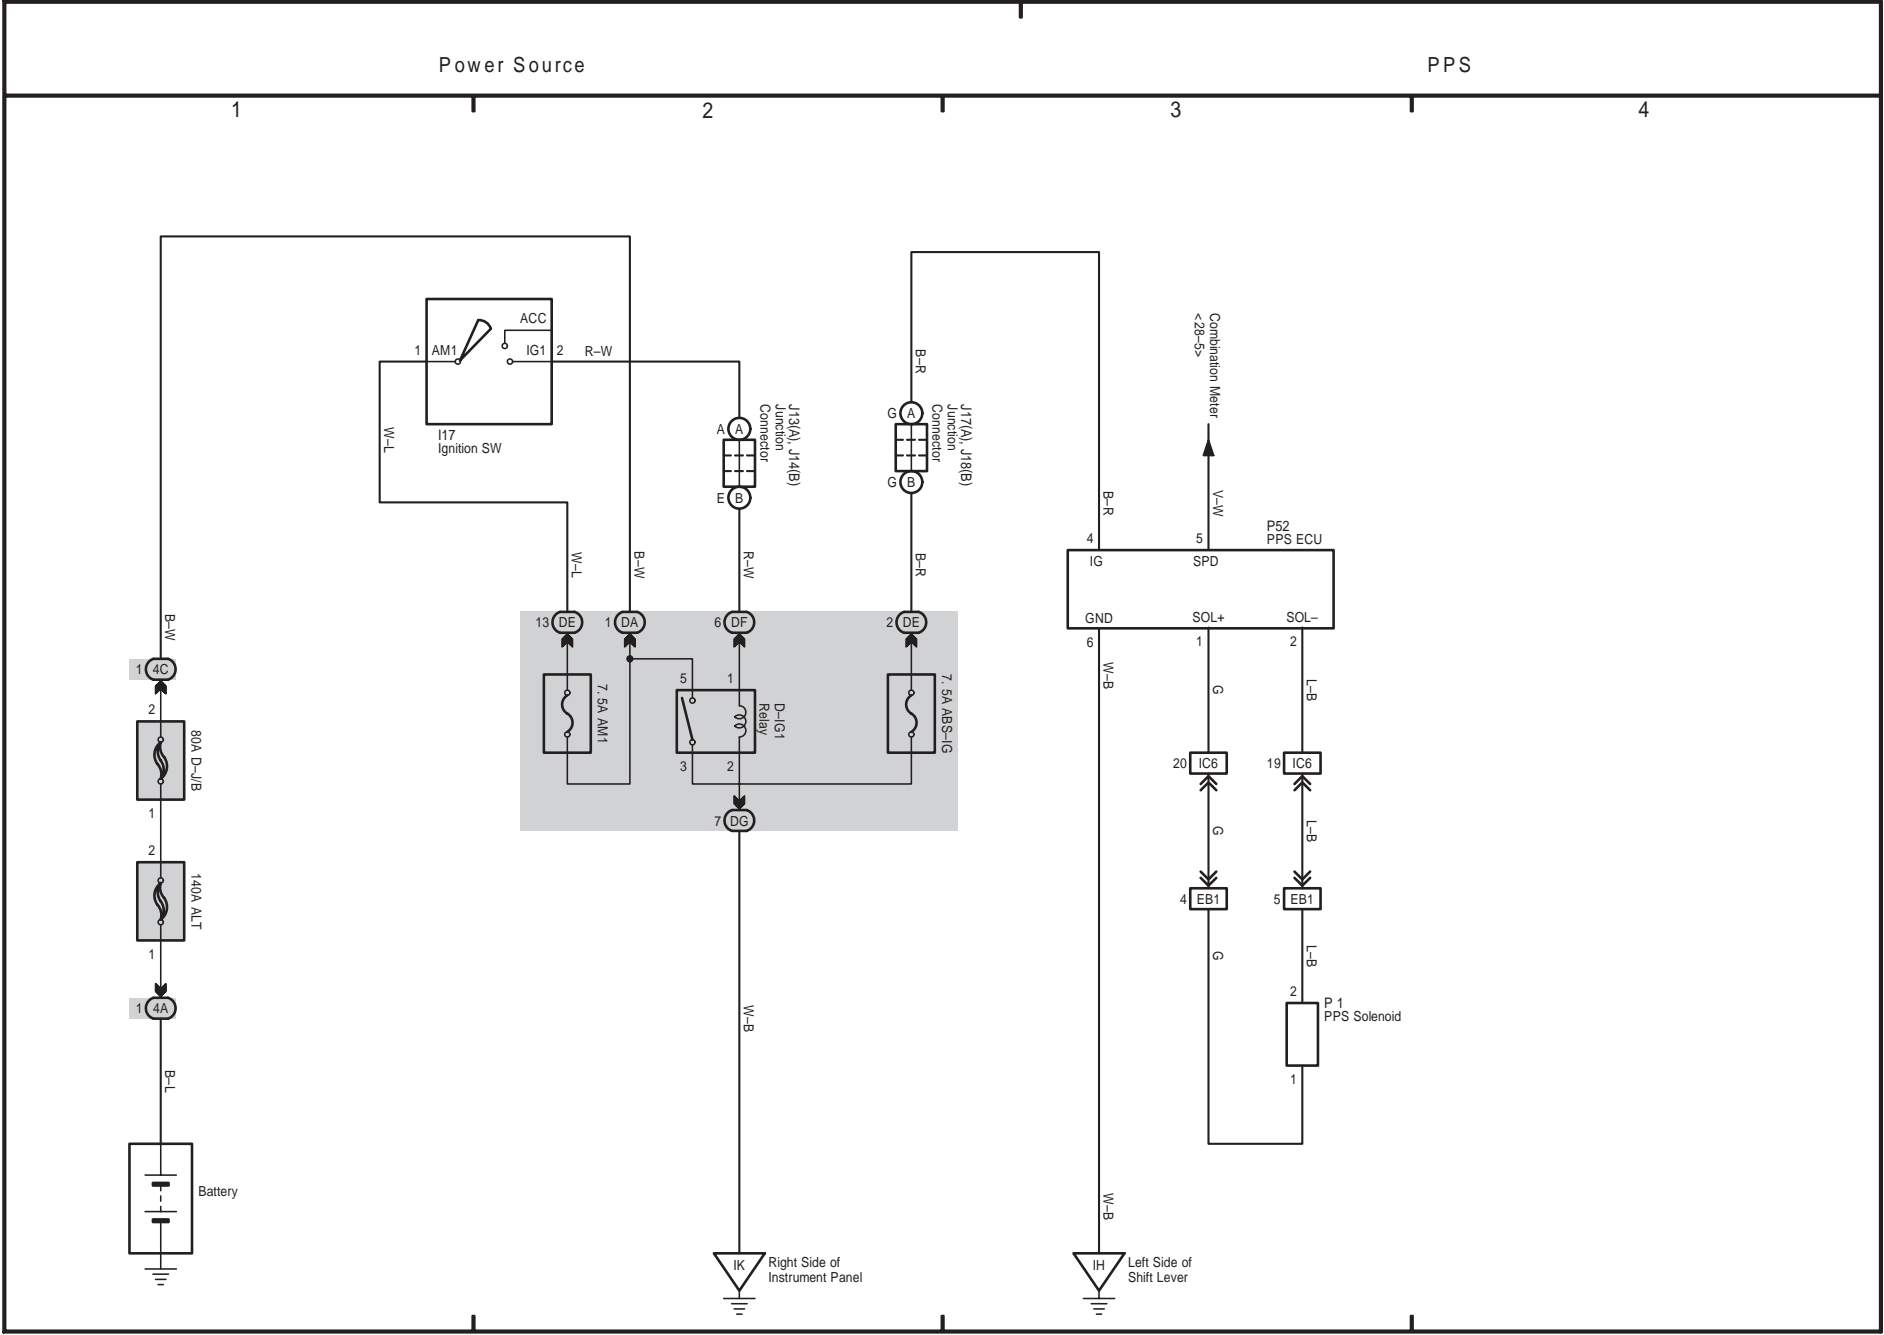 Power Source
PPS
1
2
3
4
ACC
1
AM1
IG1
2
R–W
I17
Ignition SW
W–L
A
A
J13(A), J14(B)
Junction
Connector
E
B
B–R
G
A
J17(A), J18(B)
Junction
Connector
G
B
Combination Meter
<28–5>
B–R
V–W
P52
PPS ECU
4
5
IG
SPD
GND
SOL+
SOL–
6
1
2
W–L
B–W
R–W
B–R
13
DE
1
DA
6
DF
2
DE
7. 5A AM1
5
1
D–IG1
Relay
3
2
7. 5A ABS–IG
7
DG
B–W
1
4C
2
80A D–J/B
1
2
140A ALT
1
1
4A
B–L
Battery
W–B
G
L–B
20
IC6
19
IC6
G
L–B
4
EB1
5
EB1
G
L–B
2
P 1
PPS Solenoid
1
W–B
W–B
IK
Right Side of
Instrument Panel
IH
Left Side of
Shift Lever